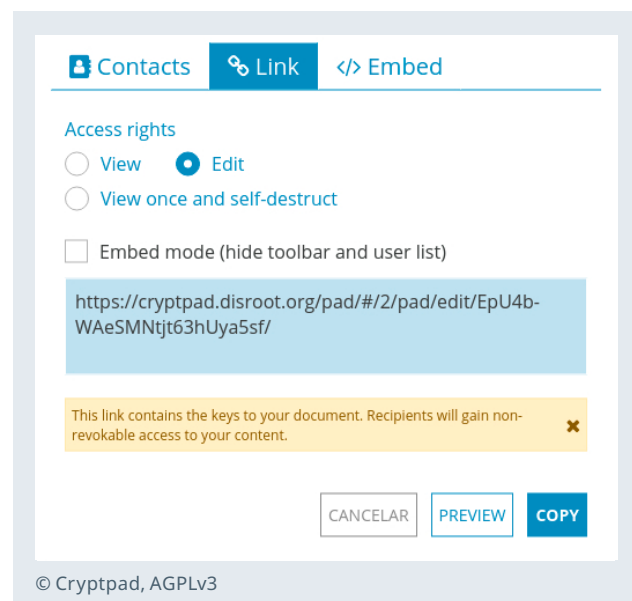 Contacts Link </> Embed
Access rights
View Edit
View once and self-destruct
Embed mode (hide toolbar and user list)
https://cryptpad.disroot.org/pad/#/2/pad/edit/EpU4b-
WAeSMNtjt63hUya5sf/
This link contains the keys to your document. Recipients will gain non-
revokable access to your content.
CANCELAR PREVIEW COPY
© Cryptpad, AGPLv3